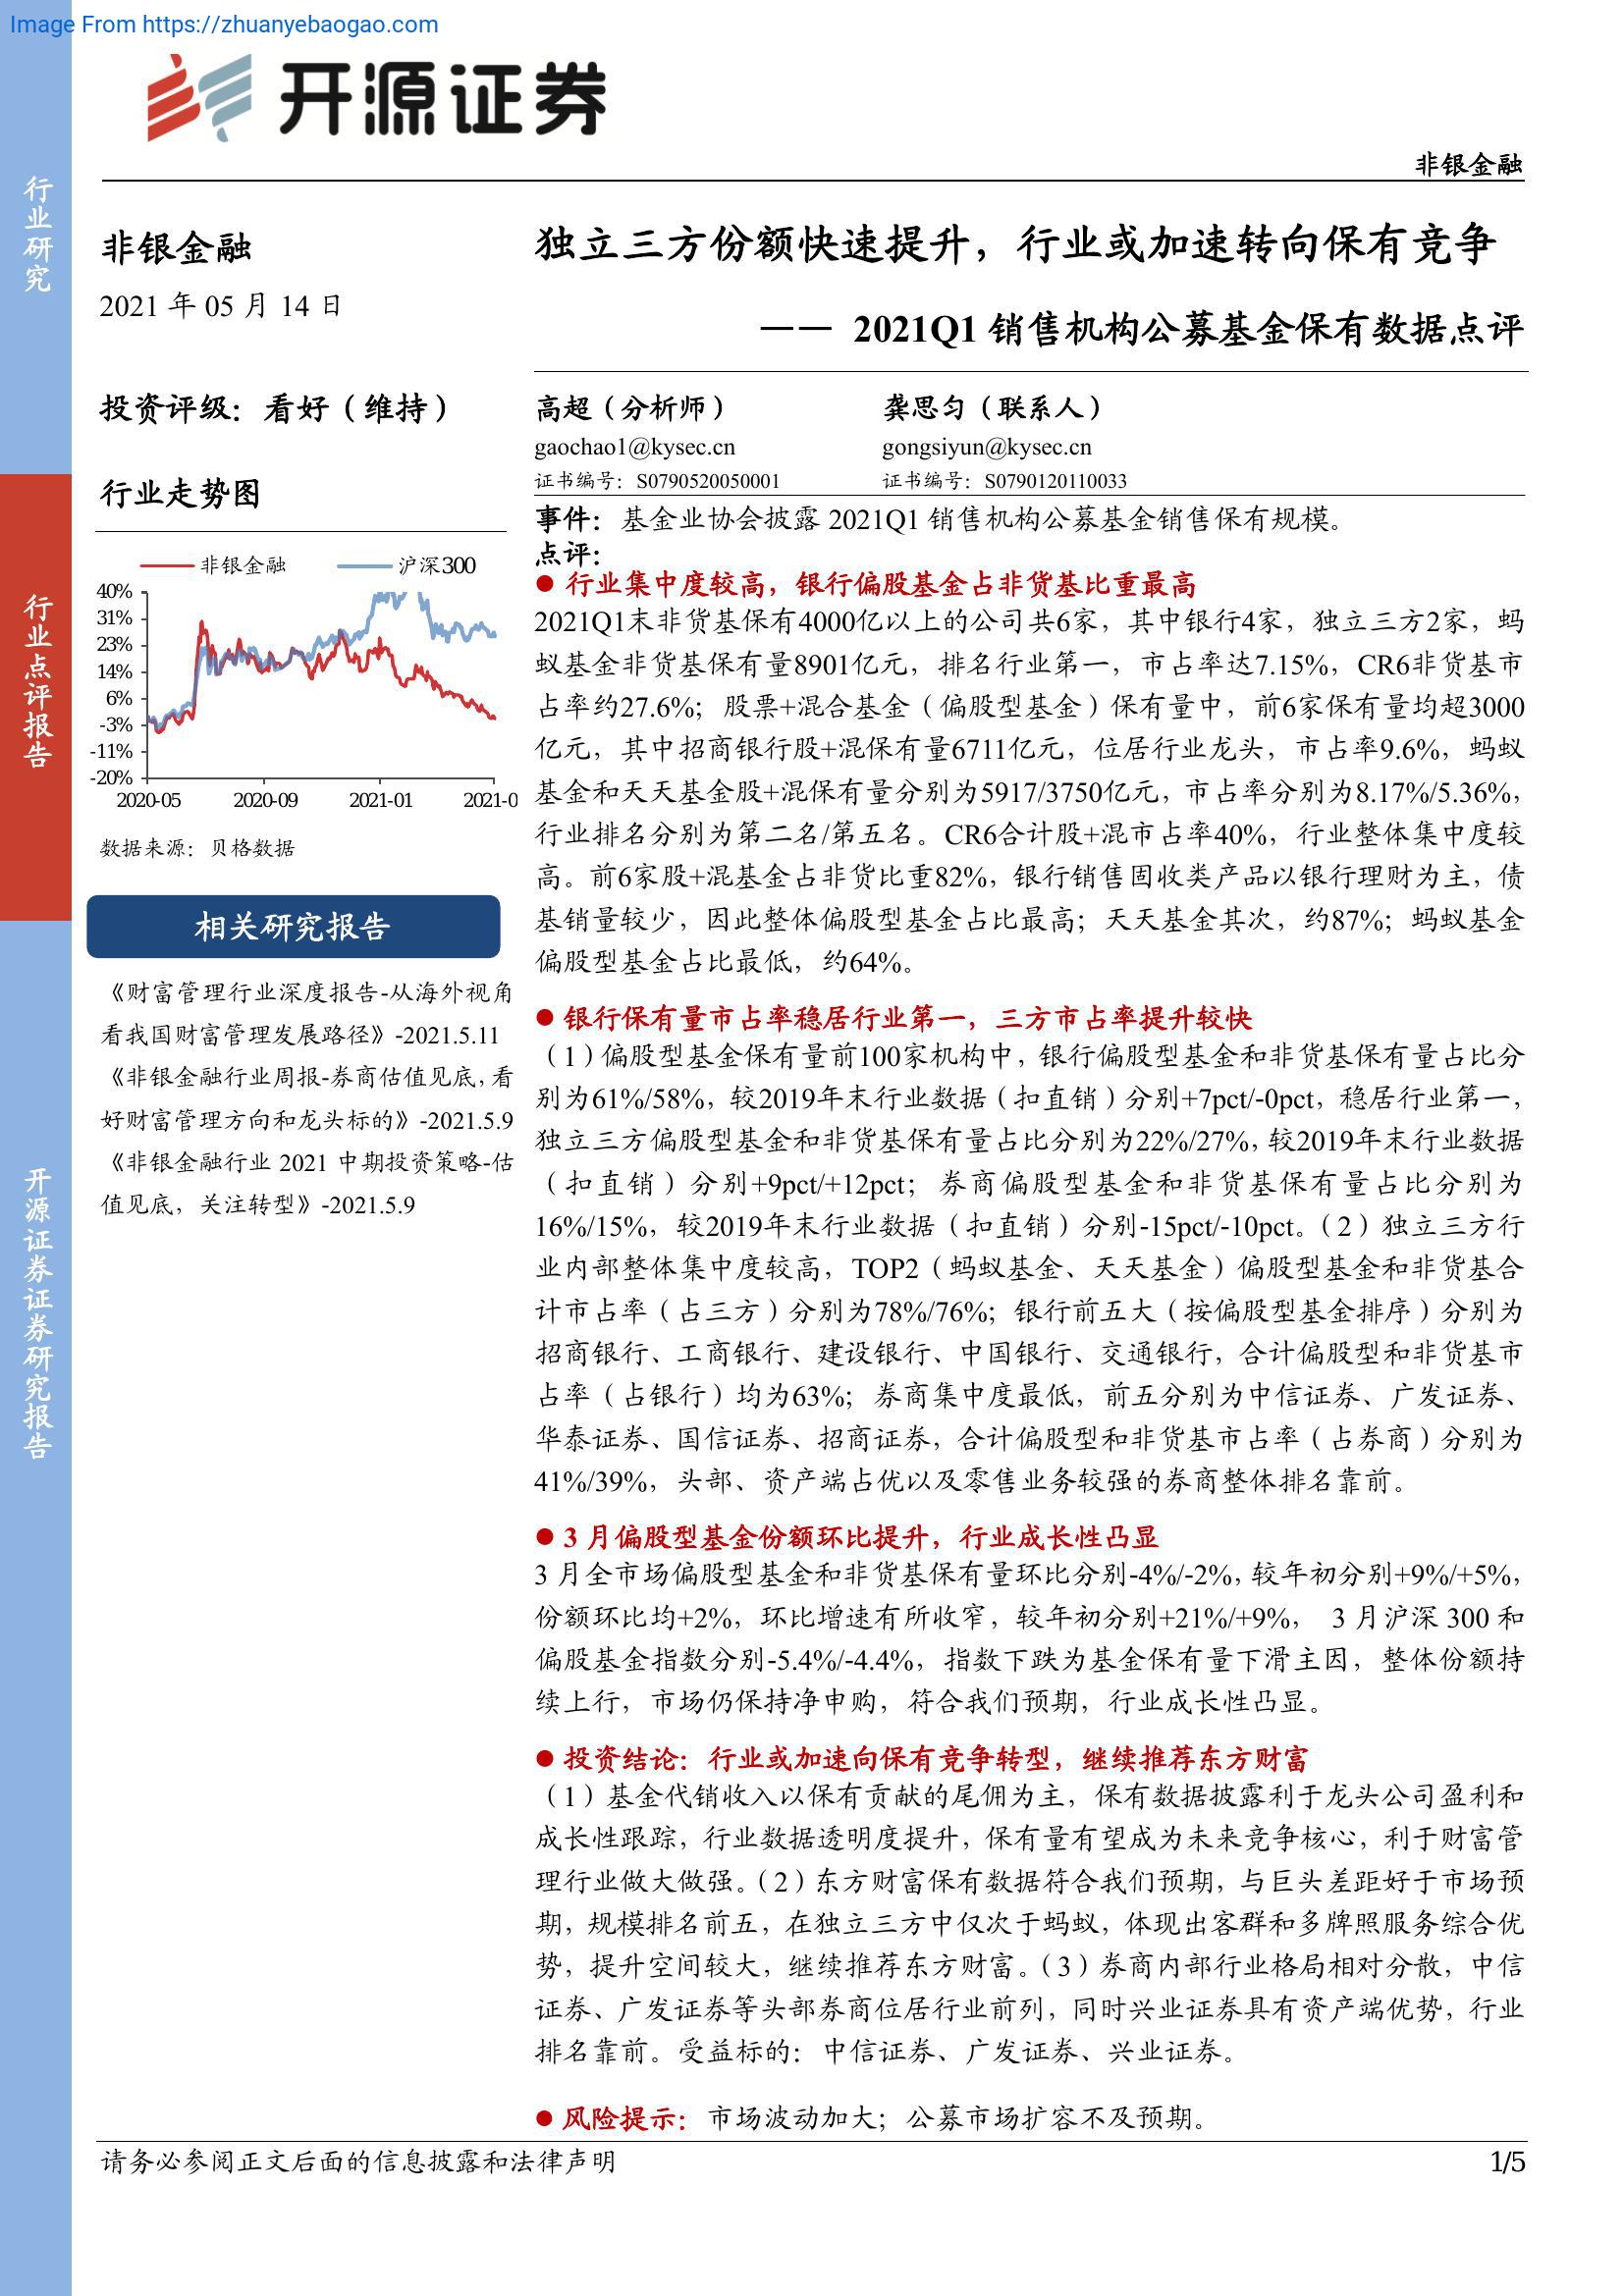 Image From https://zhuanyebaogao.com
开源证券
非银金融
行业研究
行业点评报告
开源证券证券研究报告
非银金融
2021 年 05 月 14 日
投资评级：看好（维持）
行业走势图
非银金融 沪深300
40%
31%
23%
14%
6%
-3%
-11%
-20%
2020-05 2020-09 2021-01 2021-0
数据来源：贝格数据
相关研究报告
《财富管理行业深度报告-从海外视角
看我国财富管理发展路径》-2021.5.11
《非银金融行业周报-券商估值见底，看
好财富管理方向和龙头标的》-2021.5.9
《非银金融行业 2021 中期投资策略-估
值见底，关注转型》-2021.5.9
独立三方份额快速提升，行业或加速转向保有竞争
—— 2021Q1 销售机构公募基金保有数据点评
高超（分析师） 龚思匀（联系人）
gaochao1@kysec.cn gongsiyun@kysec.cn
证书编号：S0790520050001 证书编号：S0790120110033
事件：基金业协会披露 2021Q1 销售机构公募基金销售保有规模。
点评：
● 行业集中度较高，银行偏股基金占非货基比重最高
2021Q1末非货基保有4000亿以上的公司共6家，其中银行4家，独立三方2家，蚂
蚁基金非货基保有量8901亿元，排名行业第一，市占率达7.15%，CR6非货基市
占率约27.6%；股票+混合基金（偏股型基金）保有量中，前6家保有量均超3000
亿元，其中招商银行股+混保有量6711亿元，位居行业龙头，市占率9.6%，蚂蚁
基金和天天基金股+混保有量分别为5917/3750亿元，市占率分别为8.17%/5.36%，
行业排名分别为第二名/第五名。CR6合计股+混市占率40%，行业整体集中度较
高。前6家股+混基金占非货比重82%，银行销售固收类产品以银行理财为主，债
基销量较少，因此整体偏股型基金占比最高；天天基金其次，约87%；蚂蚁基金
偏股型基金占比最低，约64%。
● 银行保有量市占率稳居行业第一，三方市占率提升较快
（1）偏股型基金保有量前100家机构中，银行偏股型基金和非货基保有量占比分
别为61%/58%，较2019年末行业数据（扣直销）分别+7pct/-0pct，稳居行业第一，
独立三方偏股型基金和非货基保有量占比分别为22%/27%，较2019年末行业数据
（扣直销）分别+9pct/+12pct；券商偏股型基金和非货基保有量占比分别为
16%/15%，较2019年末行业数据（扣直销）分别-15pct/-10pct。（2）独立三方行
业内部整体集中度较高，TOP2（蚂蚁基金、天天基金）偏股型基金和非货基合
计市占率（占三方）分别为78%/76%；银行前五大（按偏股型基金排序）分别为
招商银行、工商银行、建设银行、中国银行、交通银行，合计偏股型和非货基市
占率（占银行）均为63%；券商集中度最低，前五分别为中信证券、广发证券、
华泰证券、国信证券、招商证券，合计偏股型和非货基市占率（占券商）分别为
41%/39%，头部、资产端占优以及零售业务较强的券商整体排名靠前。
● 3 月偏股型基金份额环比提升，行业成长性凸显
3 月全市场偏股型基金和非货基保有量环比分别-4%/-2%，较年初分别+9%/+5%，
份额环比均+2%，环比增速有所收窄，较年初分别+21%/+9%， 3 月沪深 300 和
偏股基金指数分别-5.4%/-4.4%，指数下跌为基金保有量下滑主因，整体份额持
续上行，市场仍保持净申购，符合我们预期，行业成长性凸显。
● 投资结论：行业或加速向保有竞争转型，继续推荐东方财富
（1）基金代销收入以保有贡献的尾佣为主，保有数据披露利于龙头公司盈利和
成长性跟踪，行业数据透明度提升，保有量有望成为未来竞争核心，利于财富管
理行业做大做强。（2）东方财富保有数据符合我们预期，与巨头差距好于市场预
期，规模排名前五，在独立三方中仅次于蚂蚁，体现出客群和多牌照服务综合优
势，提升空间较大，继续推荐东方财富。（3）券商内部行业格局相对分散，中信
证券、广发证券等头部券商位居行业前列，同时兴业证券具有资产端优势，行业
排名靠前。受益标的：中信证券、广发证券、兴业证券。
● 风险提示：市场波动加大；公募市场扩容不及预期。
请务必参阅正文后面的信息披露和法律声明 1/5